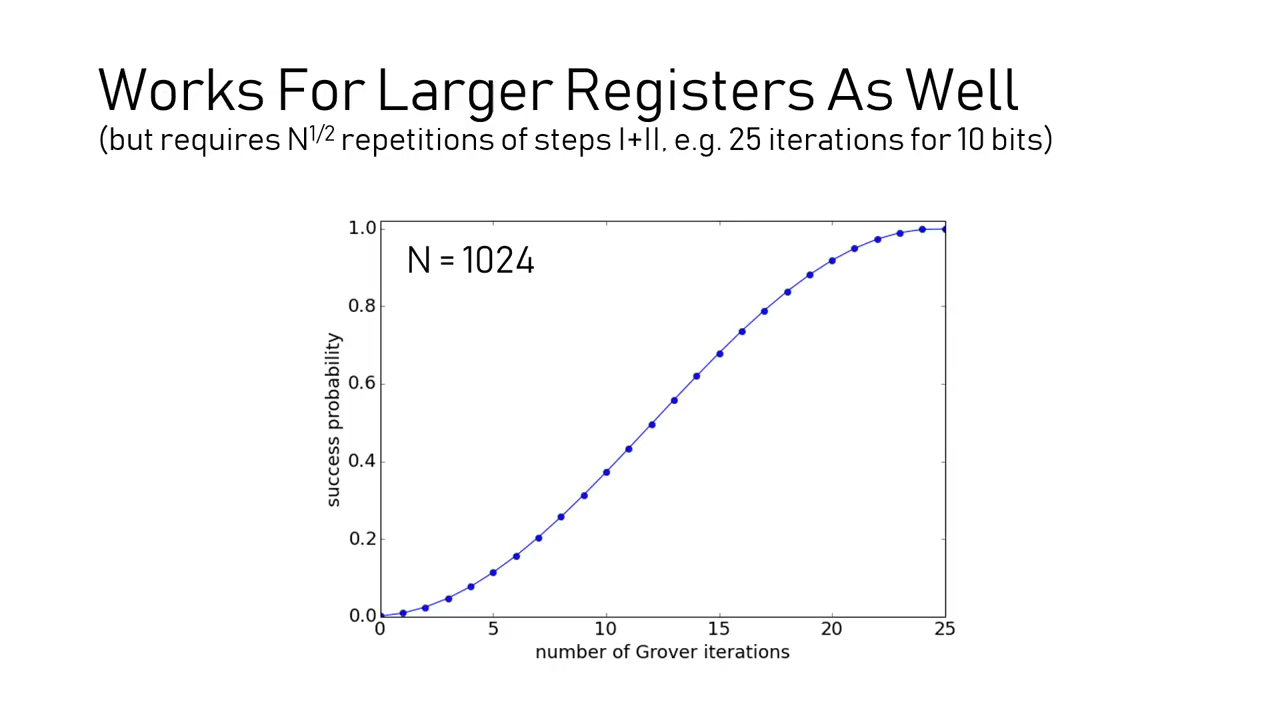 Works For Larger Registers As Well
(but requires N^1/2 repetitions of steps I+II, e.g. 25 iterations for 10 bits)
N = 1024
1.0
0.8
0.6
0.4
0.2
0.0
success probability
0 5 10 15 20 25
number of Grover iterations